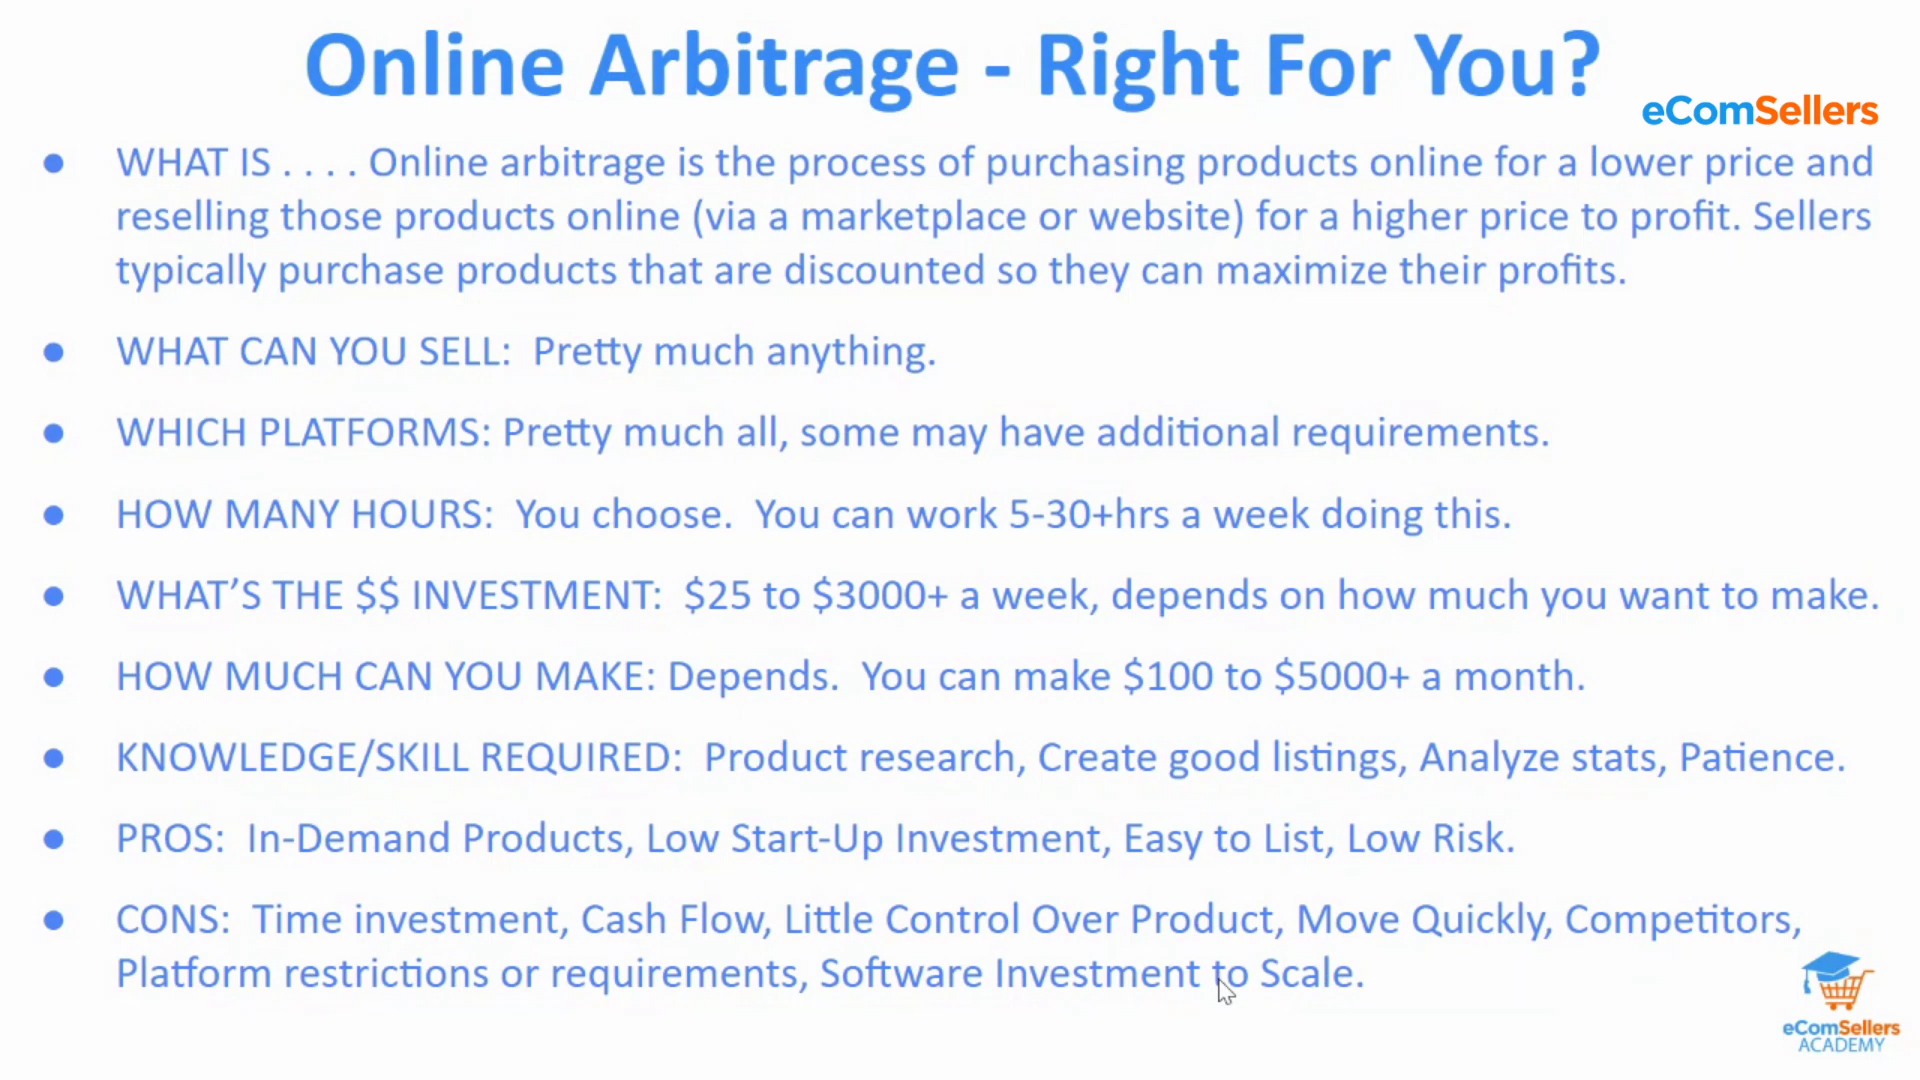 Online Arbitrage - Right For You?
eComSellers
● WHAT IS . . . . Online arbitrage is the process of purchasing products online for a lower price and
reselling those products online (via a marketplace or website) for a higher price to profit. Sellers
typically purchase products that are discounted so they can maximize their profits.
● WHAT CAN YOU SELL:  Pretty much anything.
● WHICH PLATFORMS: Pretty much all, some may have additional requirements.
● HOW MANY HOURS:  You choose.  You can work 5-30+hrs a week doing this.
● WHAT’S THE $$ INVESTMENT:  $25 to $3000+ a week, depends on how much you want to make.
● HOW MUCH CAN YOU MAKE: Depends.  You can make $100 to $5000+ a month.
● KNOWLEDGE/SKILL REQUIRED:  Product research, Create good listings, Analyze stats, Patience.
● PROS:  In-Demand Products, Low Start-Up Investment, Easy to List, Low Risk.
● CONS:  Time investment, Cash Flow, Little Control Over Product, Move Quickly, Competitors,
Platform restrictions or requirements, Software Investment to Scale.
eComSellers
ACADEMY